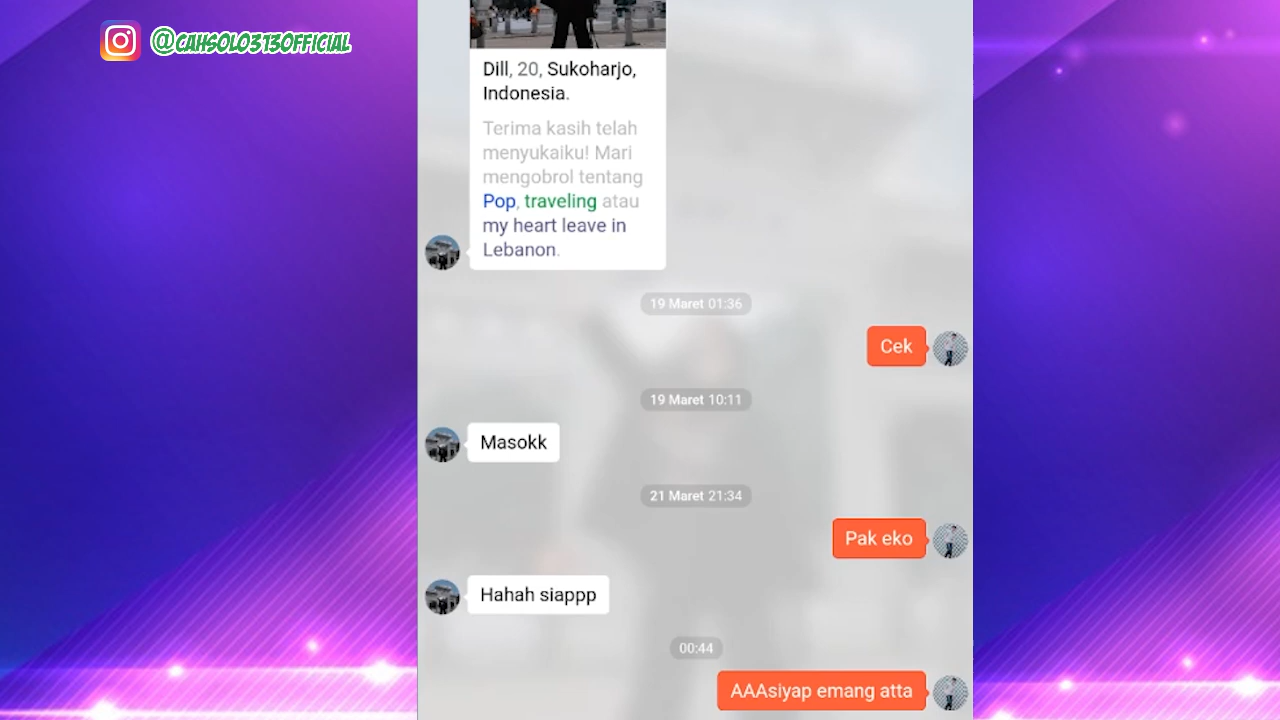 @CAHSOLO313OFFICIAL
Dill, 20, Sukoharjo,
Indonesia.
Terima kasih telah
menyukaiku! Mari
mengobrol tentang
Pop, traveling atau
my heart leave in
Lebanon.
19 Maret 01:36
Cek
19 Maret 10:11
Masokk
21 Maret 21:34
Pak eko
Hahah siappp
00:44
AAAsiyap emang atta